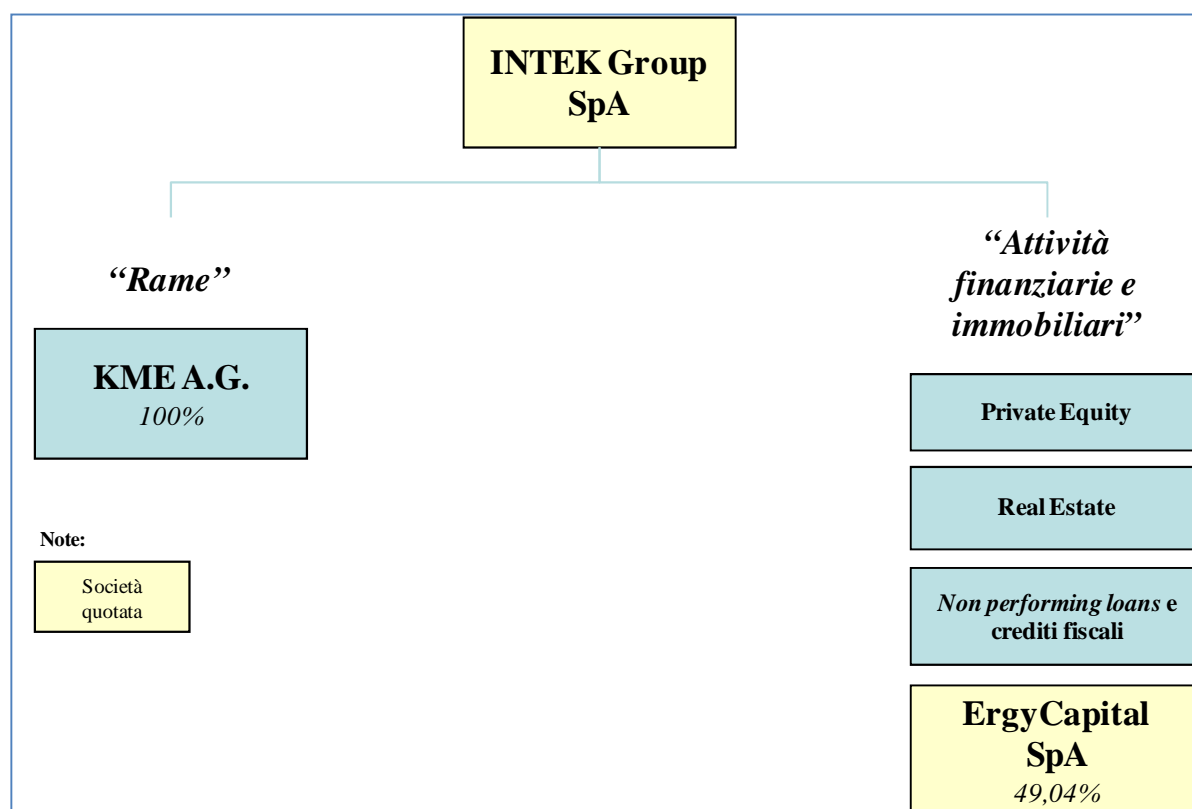 INTEK Group
SpA
“Rame”
KME A.G.
100%
Note:
Società
quotata
“Attività
finanziarie e
immobiliari”
Private Equity
Real Estate
Non performing loans e
crediti fiscali
ErgyCapital
SpA
49,04%